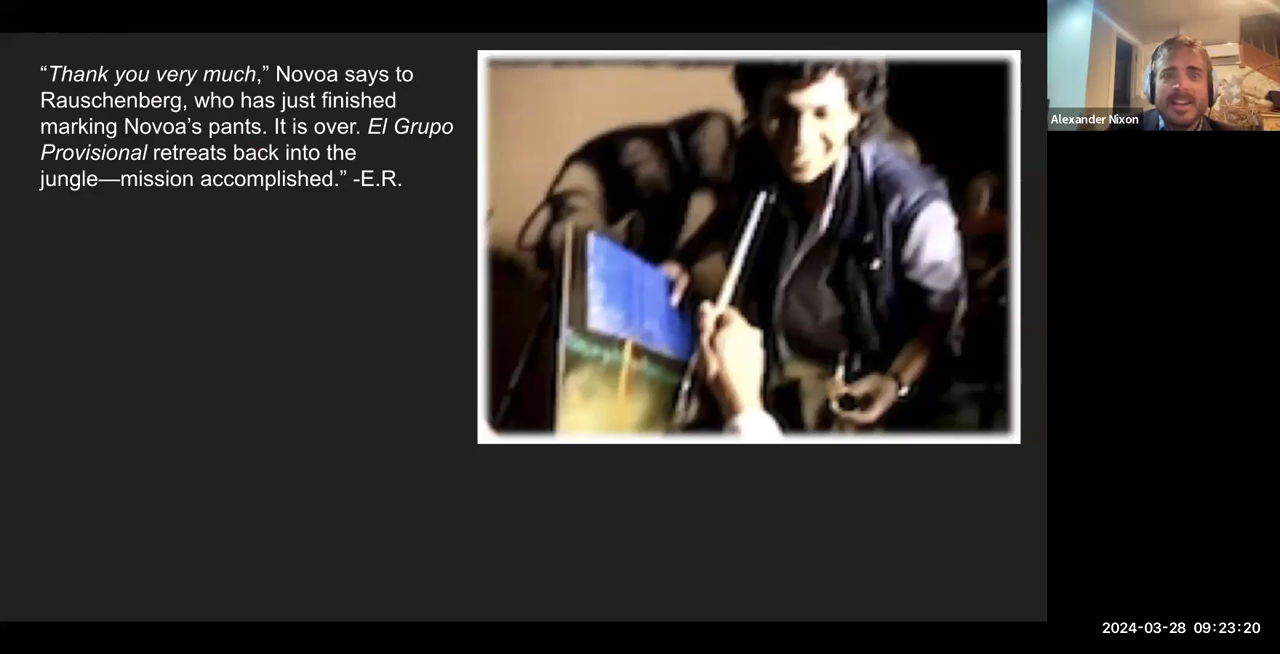 “Thank you very much,” Novoa says to
Rauschenberg, who has just finished
marking Novoa’s pants. It is over. El Grupo
Provisional retreats back into the
jungle—mission accomplished.” -E.R.
Alexander Nixon
2024-03-28 09:23:20